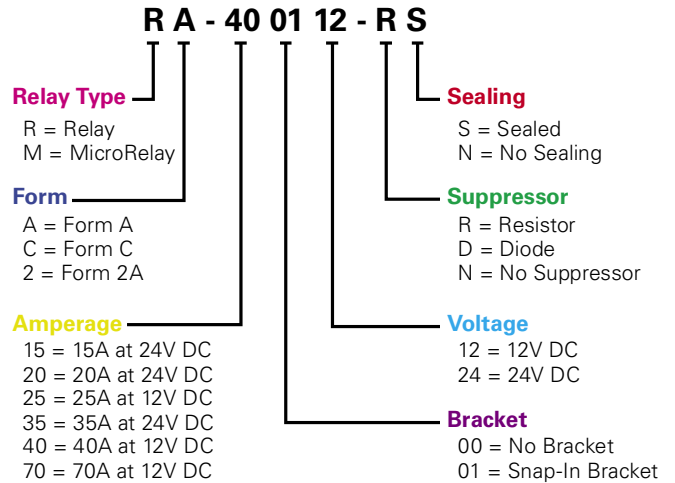 R A - 40 01 12 - R S
Relay Type
R = Relay
M = MicroRelay
Form
A = Form A
C = Form C
2 = Form 2A
Amperage
15 = 15A at 24V DC
20 = 20A at 24V DC
25 = 25A at 12V DC
35 = 35A at 24V DC
40 = 40A at 12V DC
70 = 70A at 12V DC
Sealing
S = Sealed
N = No Sealing
Suppressor
R = Resistor
D = Diode
N = No Suppressor
Voltage
12 = 12V DC
24 = 24V DC
Bracket
00 = No Bracket
01 = Snap-In Bracket